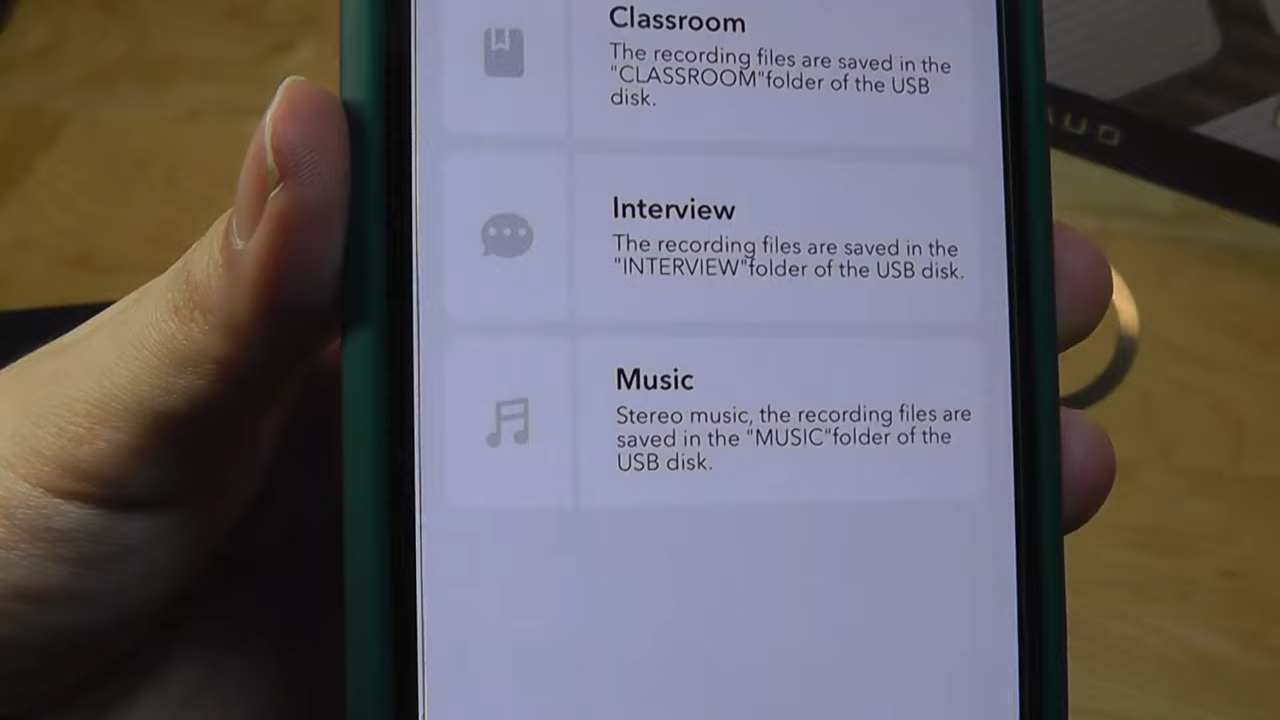 Classroom
The recording files are saved in the
"CLASSROOM"folder of the USB
disk.
Interview
The recording files are saved in the
"INTERVIEW"folder of the USB disk.
Music
Stereo music, the recording files are
saved in the "MUSIC"folder of the
USB disk.